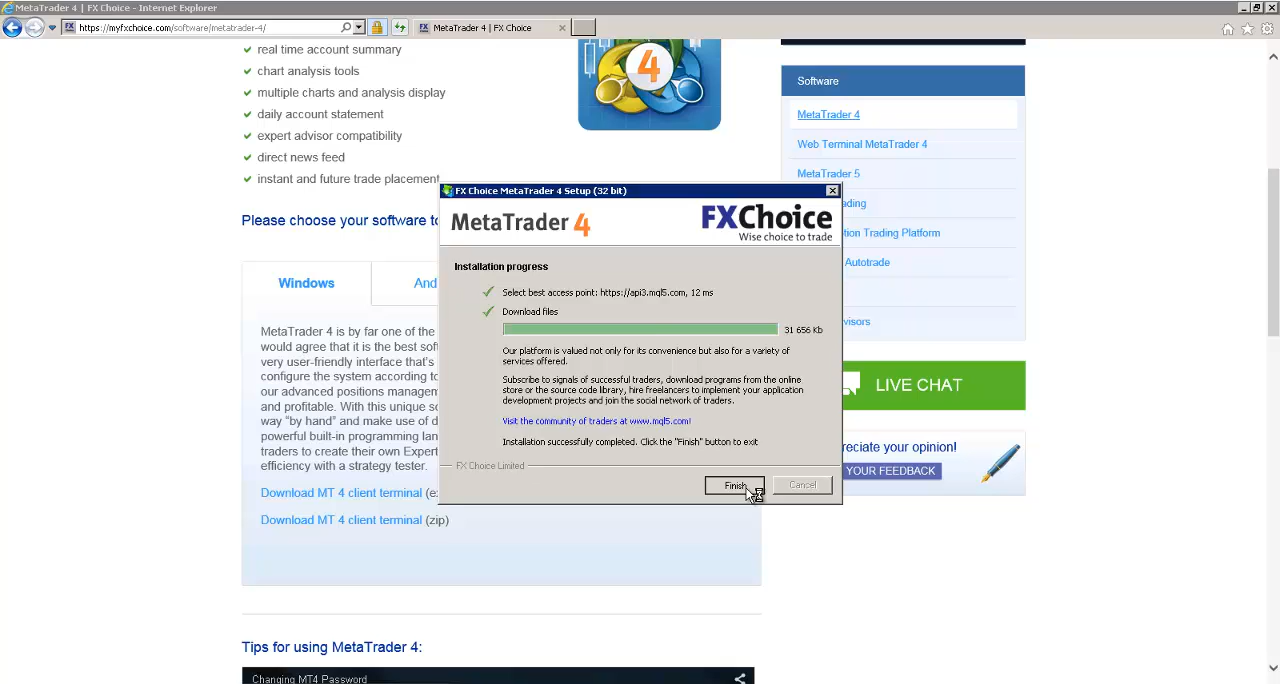 MetaTrader 4 | FX Choice - Internet Explorer
https://myfxchoice.com/software/metatrader-4/
MetaTrader 4 | FX Choice
real time account summary
chart analysis tools
multiple charts and analysis display
daily account statement
expert advisor compatibility
direct news feed
instant and future trade placement
4
Please choose your software to
Windows
And
MetaTrader 4 is by far one of the
would agree that it is the best soft
very user-friendly interface that's
configure the system according to
our advanced positions managem
and profitable. With this unique so
way "by hand" and make use of d
powerful built-in programming lan
traders to create their own Expert
efficiency with a strategy tester.
Download MT 4 client terminal (e
Download MT 4 client terminal (zip)
Tips for using MetaTrader 4:
Changing MT4 Password
FX Choice MetaTrader 4 Setup (32 bit)
MetaTrader 4
FXChoice
Wise choice to trade
Installation progress
Select best access point: https://api3.mql5.com, 12 ms
Download files
31 656 Kb
Our platform is valued not only for its convenience but also for a variety of
services offered.
Subscribe to signals of successful traders, download programs from the online
store or the source code library, hire freelancers to implement your application
development projects and join the social network of traders.
Visit the community of traders at www.mql5.com!
Installation successfully completed. Click the "Finish" button to exit
FX Choice Limited
Finish
Cancel
Software
MetaTrader 4
Web Terminal MetaTrader 4
MetaTrader 5
ading
tion Trading Platform
Autotrade
visors
LIVE CHAT
reciate your opinion!
YOUR FEEDBACK